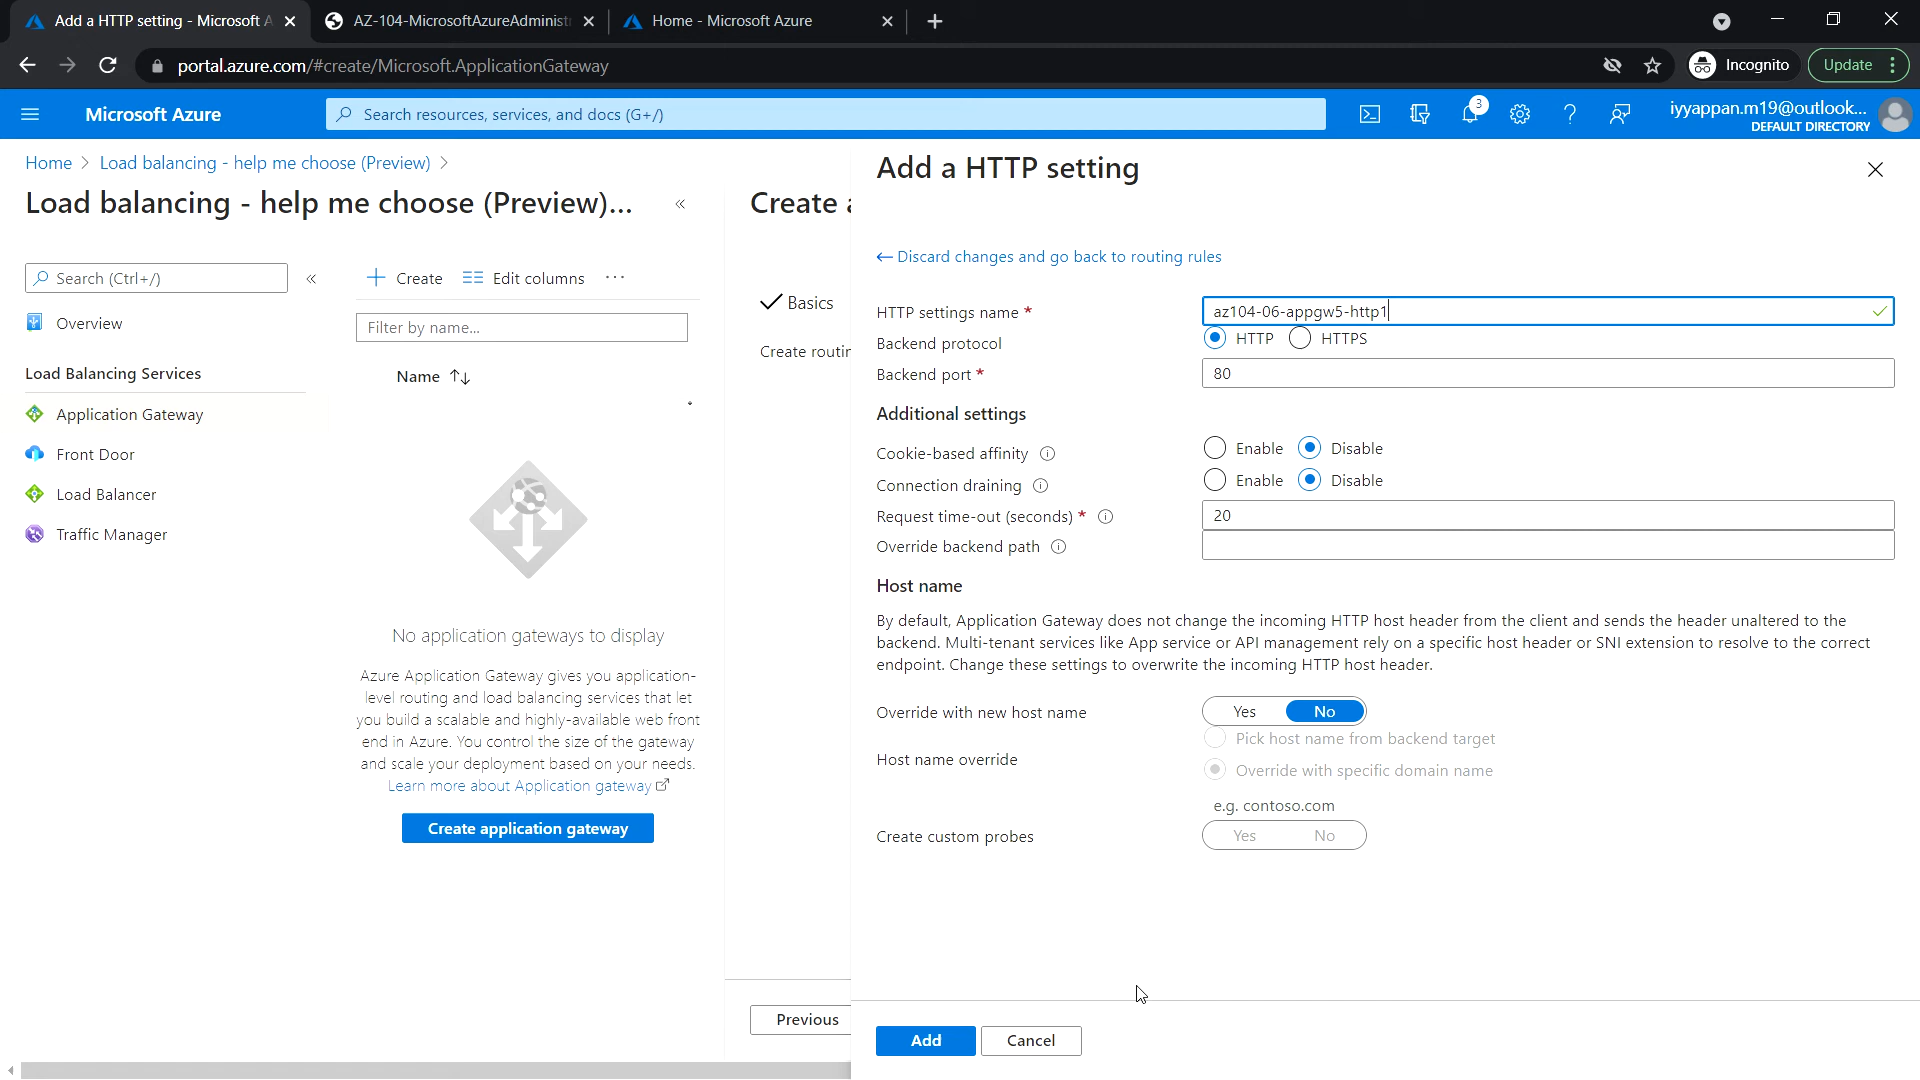 Add a HTTP setting - Microsoft A
AZ-104-MicrosoftAzureAdminist
Home - Microsoft Azure
portal.azure.com/#create/Microsoft.ApplicationGateway
Incognito
Update
Microsoft Azure
Search resources, services, and docs (G+/)
3
iyyappan.m19@outlook...
DEFAULT DIRECTORY
Home > Load balancing - help me choose (Preview) >
Load balancing - help me choose (Preview)...
«
Search (Ctrl+/)
«
Overview
Load Balancing Services
Application Gateway
Front Door
Load Balancer
Traffic Manager
Create
Edit columns
···
Filter by name...
Name ↑↓
No application gateways to display
Azure Application Gateway gives you application-
level routing and load balancing services that let
you build a scalable and highly-available web front
end in Azure. You control the size of the gateway
and scale your deployment based on your needs.
Learn more about Application gateway
Create application gateway
Create a
Basics
Create routin
Previous
Add a HTTP setting
← Discard changes and go back to routing rules
HTTP settings name *
az104-06-appgw5-http1
Backend protocol
HTTP
HTTPS
Backend port *
80
Additional settings
Cookie-based affinity
Enable
Disable
Connection draining
Enable
Disable
Request time-out (seconds) *
20
Override backend path
Host name
By default, Application Gateway does not change the incoming HTTP host header from the client and sends the header unaltered to the
backend. Multi-tenant services like App service or API management rely on a specific host header or SNI extension to resolve to the correct
endpoint. Change these settings to overwrite the incoming HTTP host header.
Override with new host name
Yes
No
Pick host name from backend target
Host name override
Override with specific domain name
e.g. contoso.com
Create custom probes
Yes
No
Add
Cancel